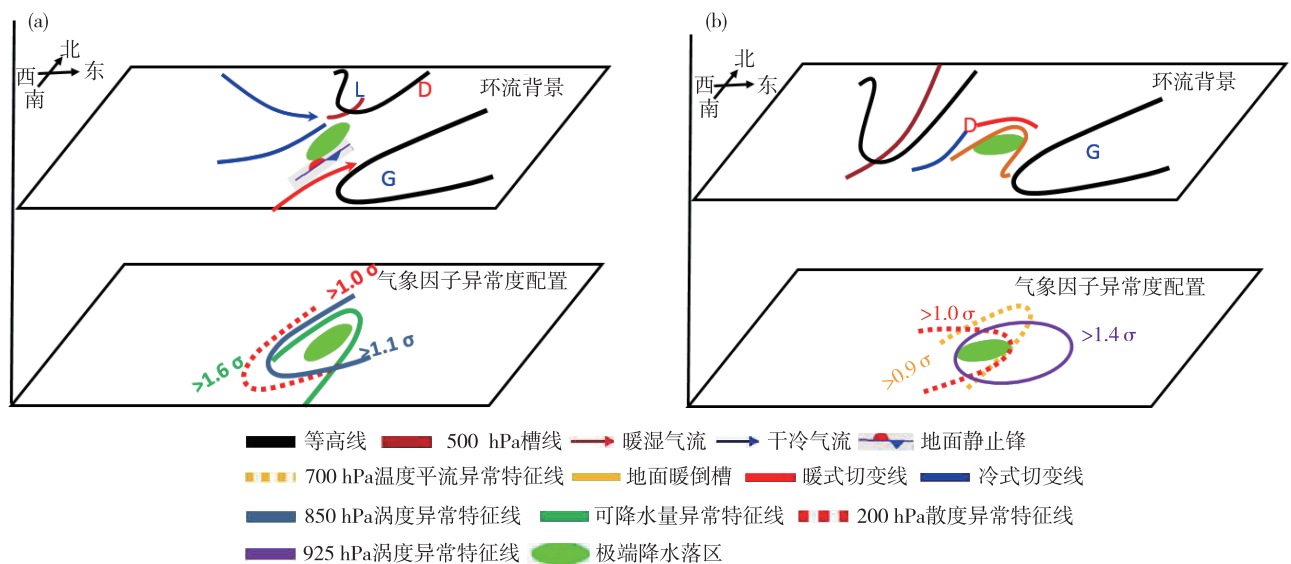 (a)
北
西 东
南
L
D
环流背景
G
气象因子异常度配置
>1.0 σ
>1.1 σ
>1.6 σ
(b)
北
西 东
南
环流背景
D
G
气象因子异常度配置
>1.0 σ
>1.4 σ
>0.9 σ
等高线 500 hPa槽线 暖湿气流 干冷气流 地面静止锋
700 hPa温度平流异常特征线 地面暖倒槽 暖式切变线 冷式切变线
850 hPa涡度异常特征线 可降水量异常特征线 200 hPa散度异常特征线
925 hPa涡度异常特征线 极端降水落区